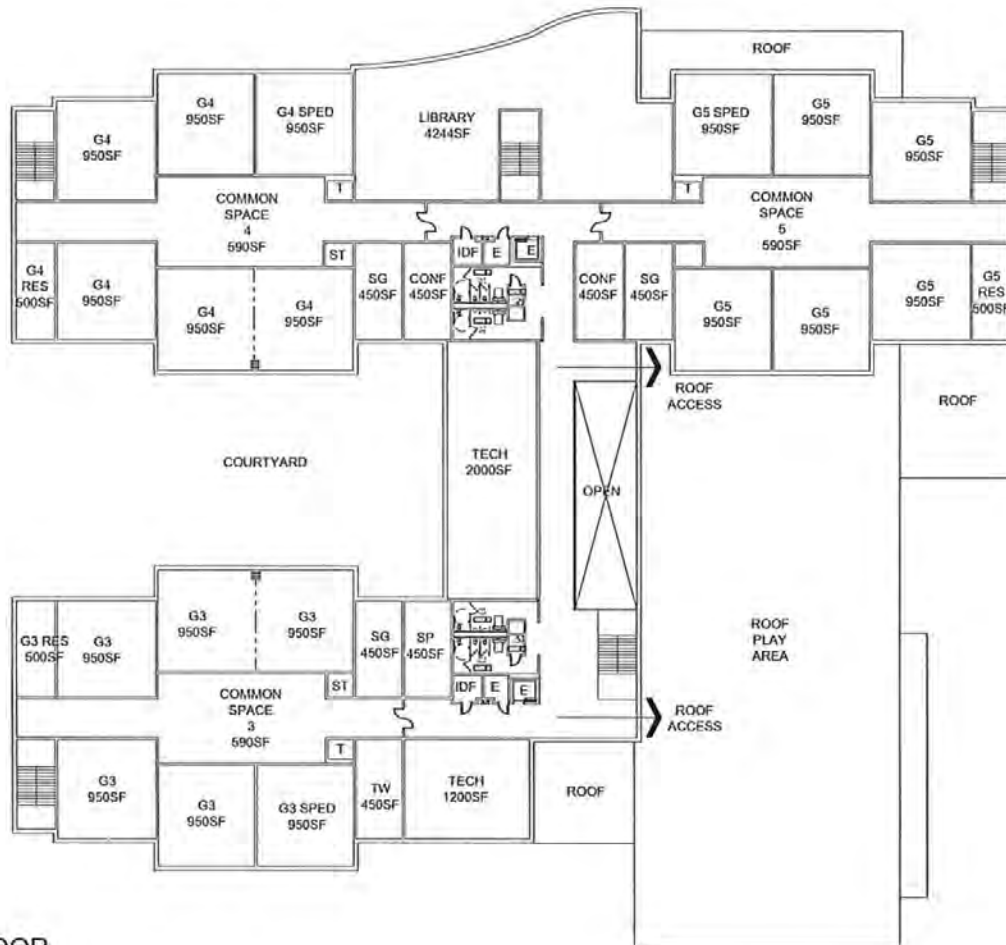 ROOF
G4
950SF
G4
950SF
G4 SPED
950SF
LIBRARY
4244SF
G5 SPED
950SF
G5
950SF
G5
950SF
T
T
COMMON
SPACE
4
590SF
COMMON
SPACE
5
590SF
G4
RES
500SF
G4
950SF
ST
SG
450SF
CONF
450SF
IDF
E
E
CONF
450SF
SG
450SF
G5
950SF
G5
RES
500SF
G4
950SF
G4
950SF
G5
950SF
G5
950SF
ROOF
ACCESS
ROOF
COURTYARD
TECH
2000SF
OPEN
G3 RES
500SF
G3
950SF
G3
950SF
G3
950SF
SG
450SF
SP
450SF
ROOF
PLAY
AREA
ST
IDF
E
E
COMMON
SPACE
3
590SF
ROOF
ACCESS
T
G3
950SF
G3
950SF
G3 SPED
950SF
TW
450SF
TECH
1200SF
ROOF